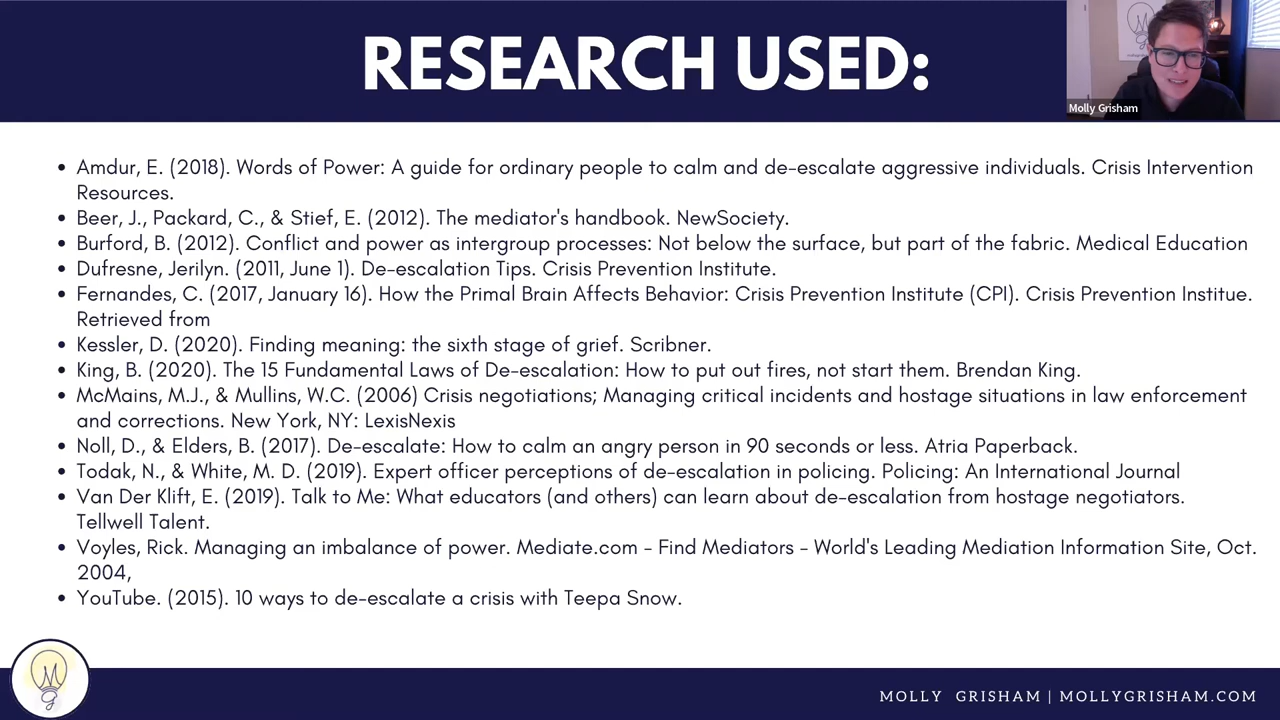 RESEARCH USED:
Molly Grisham
• Amdur, E. (2018). Words of Power: A guide for ordinary people to calm and de-escalate aggressive individuals. Crisis Intervention
Resources.
• Beer, J., Packard, C., & Stief, E. (2012). The mediator's handbook. NewSociety.
• Burford, B. (2012). Conflict and power as intergroup processes: Not below the surface, but part of the fabric. Medical Education
• Dufresne, Jerilyn. (2011, June 1). De-escalation Tips. Crisis Prevention Institute.
• Fernandes, C. (2017, January 16). How the Primal Brain Affects Behavior: Crisis Prevention Institute (CPI). Crisis Prevention Institue.
Retrieved from
• Kessler, D. (2020). Finding meaning: the sixth stage of grief. Scribner.
• King, B. (2020). The 15 Fundamental Laws of De-escalation: How to put out fires, not start them. Brendan King.
• McMains, M.J., & Mullins, W.C. (2006) Crisis negotiations; Managing critical incidents and hostage situations in law enforcement
and corrections. New York, NY: LexisNexis
• Noll, D., & Elders, B. (2017). De-escalate: How to calm an angry person in 90 seconds or less. Atria Paperback.
• Todak, N., & White, M. D. (2019). Expert officer perceptions of de-escalation in policing. Policing: An International Journal
• Van Der Klift, E. (2019). Talk to Me: What educators (and others) can learn about de-escalation from hostage negotiators.
Tellwell Talent.
• Voyles, Rick. Managing an imbalance of power. Mediate.com - Find Mediators - World's Leading Mediation Information Site, Oct.
2004,
• YouTube. (2015). 10 ways to de-escalate a crisis with Teepa Snow.
M
g
MOLLY GRISHAM | MOLLYGRISHAM.COM